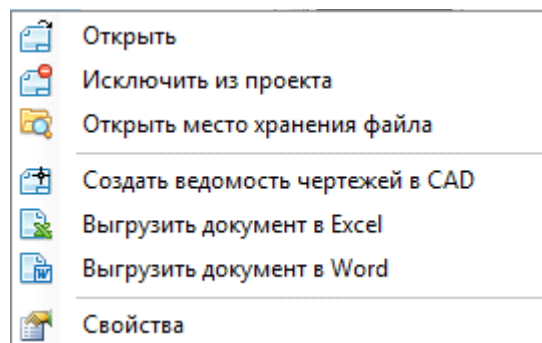 Открыть
Исключить из проекта
Открыть место хранения файла
Создать ведомость чертежей в CAD
Выгрузить документ в Excel
Выгрузить документ в Word
Свойства